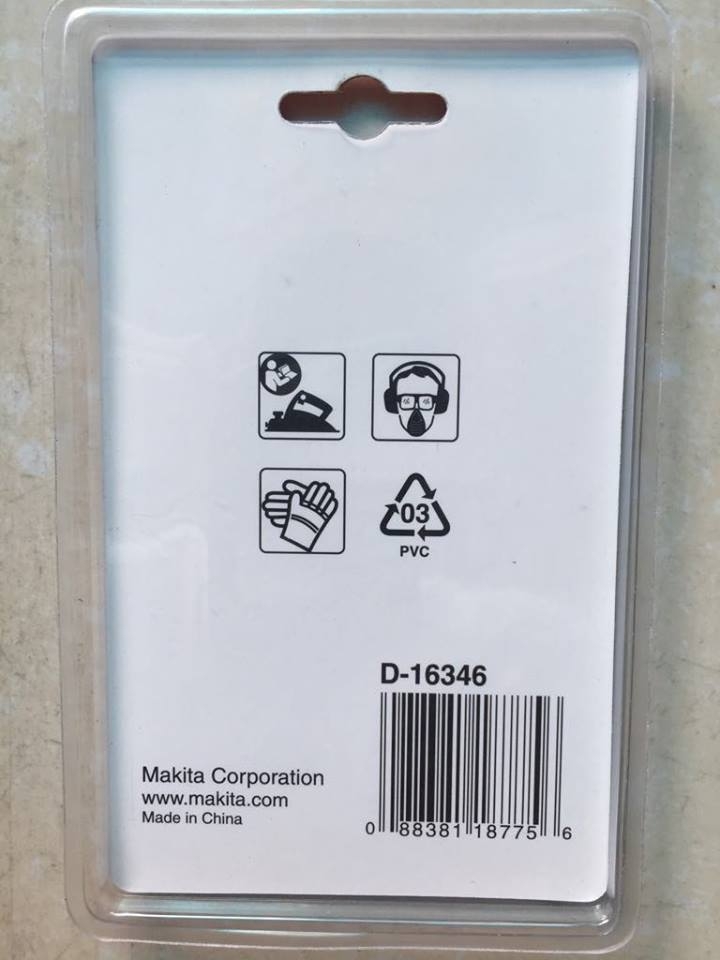 03
PVC
D-16346
Makita Corporation
www.makita.com
Made in China
0 88381 18775 6